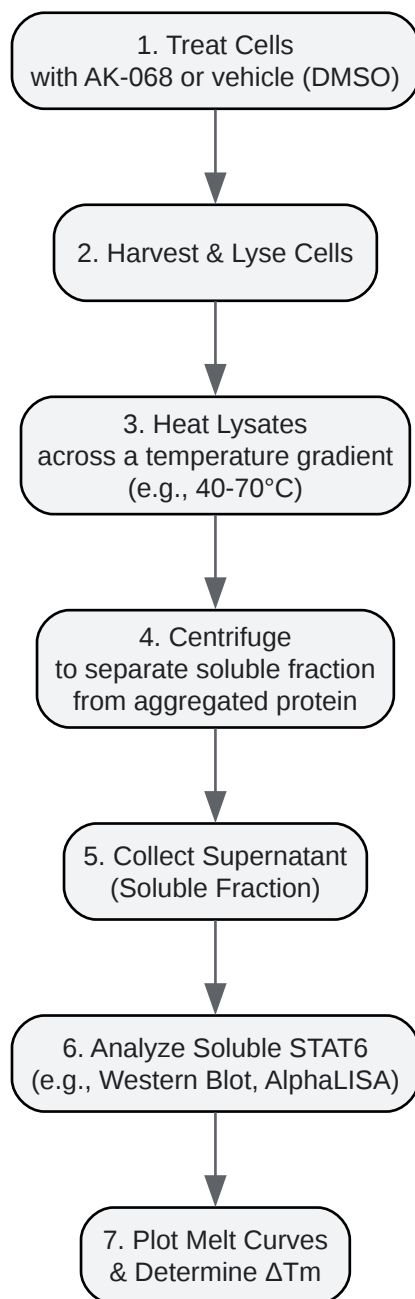 1. Treat Cells
with AK-068 or vehicle (DMSO)
2. Harvest & Lyse Cells
3. Heat Lysates
across a temperature gradient
(e.g., 40-70°C)
4. Centrifuge
to separate soluble fraction
from aggregated protein
5. Collect Supernatant
(Soluble Fraction)
6. Analyze Soluble STAT6
(e.g., Western Blot, AlphaLISA)
7. Plot Melt Curves
& Determine ΔTm